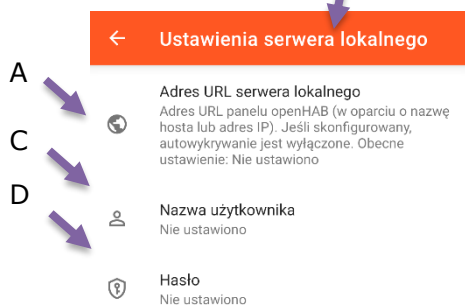 Ustawienia serwera lokalnego
A
Adres URL serwera lokalnego
Adres URL panelu openHAB (w oparciu o nazwę
hosta lub adres IP). Jeśli skonfigurowany,
autowykrywanie jest wyłączone. Obecne
ustawienie: Nie ustawiono
C
D
Nazwa użytkownika
Nie ustawiono
Hasło
Nie ustawiono